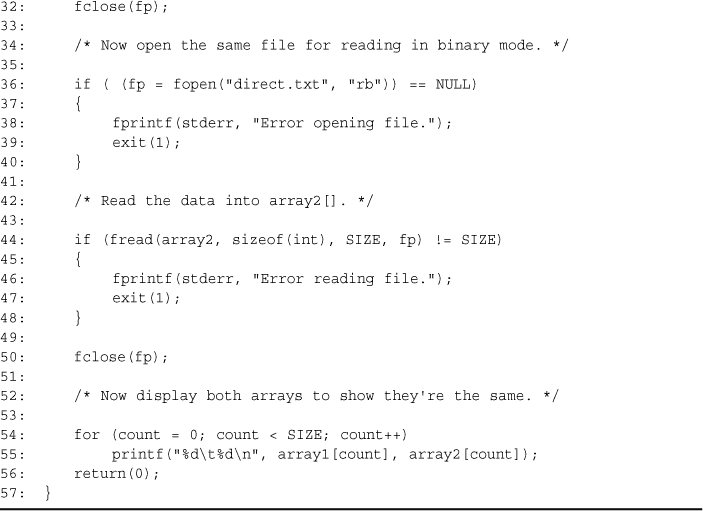 32:     fclose(fp);
33:
34:     /* Now open the same file for reading in binary mode. */
35:
36:     if ( (fp = fopen("direct.txt", "rb")) == NULL)
37:     {
38:         fprintf(stderr, "Error opening file.");
39:         exit(1);
40:     }
41:
42:     /* Read the data into array2[]. */
43:
44:     if (fread(array2, sizeof(int), SIZE, fp) != SIZE)
45:     {
46:         fprintf(stderr, "Error reading file.");
47:         exit(1);
48:     }
49:
50:     fclose(fp);
51:
52:     /* Now display both arrays to show they're the same. */
53:
54:     for (count = 0; count < SIZE; count++)
55:         printf("%d\t%d\n", array1[count], array2[count]);
56:     return(0);
57:  }